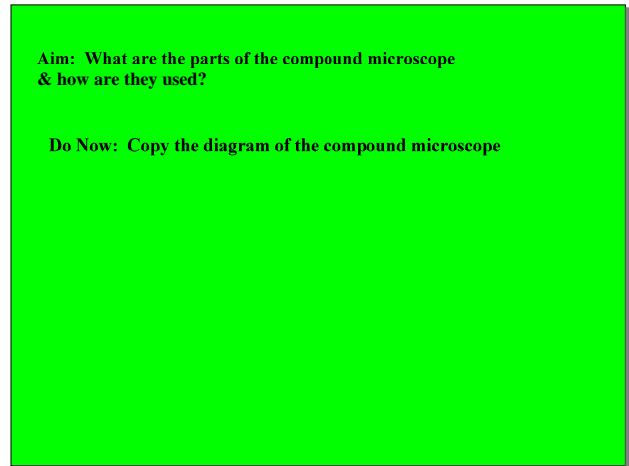 Aim:  What are the parts of the compound microscope
& how are they used?
Do Now:  Copy the diagram of the compound microscope